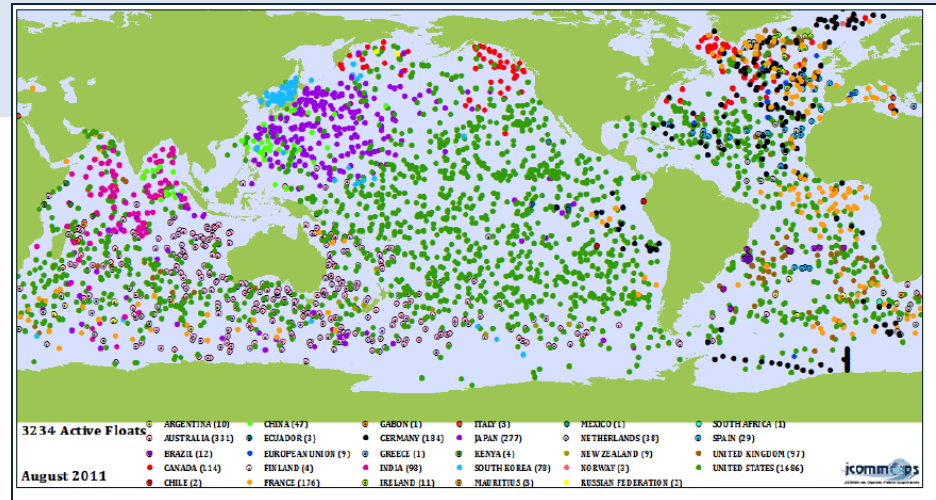 3234 Active Floats
ARGENTINA (10) CHINA (47) GABON (1) ITALY (3) MEXICO (1) SOUTH AFRICA (1)
AUSTRALIA (331) ECUADOR (3) GERMANY (184) JAPAN (277) NETHERLANDS (38) SPAIN (29)
BRAZIL (12) EUROPEAN UNION (9) GREECE (1) KENYA (4) NEW ZEALAND (9) UNITED KINGDOM (97)
CANADA (114) FINLAND (4) INDIA (98) SOUTH KOREA (78) NORWAY (3) UNITED STATES (1686)
August 2011
CHILE (2) FRANCE (176) IRELAND (11) MAURITIUS (3) RUSSIAN FEDERATION (2)
jcommops